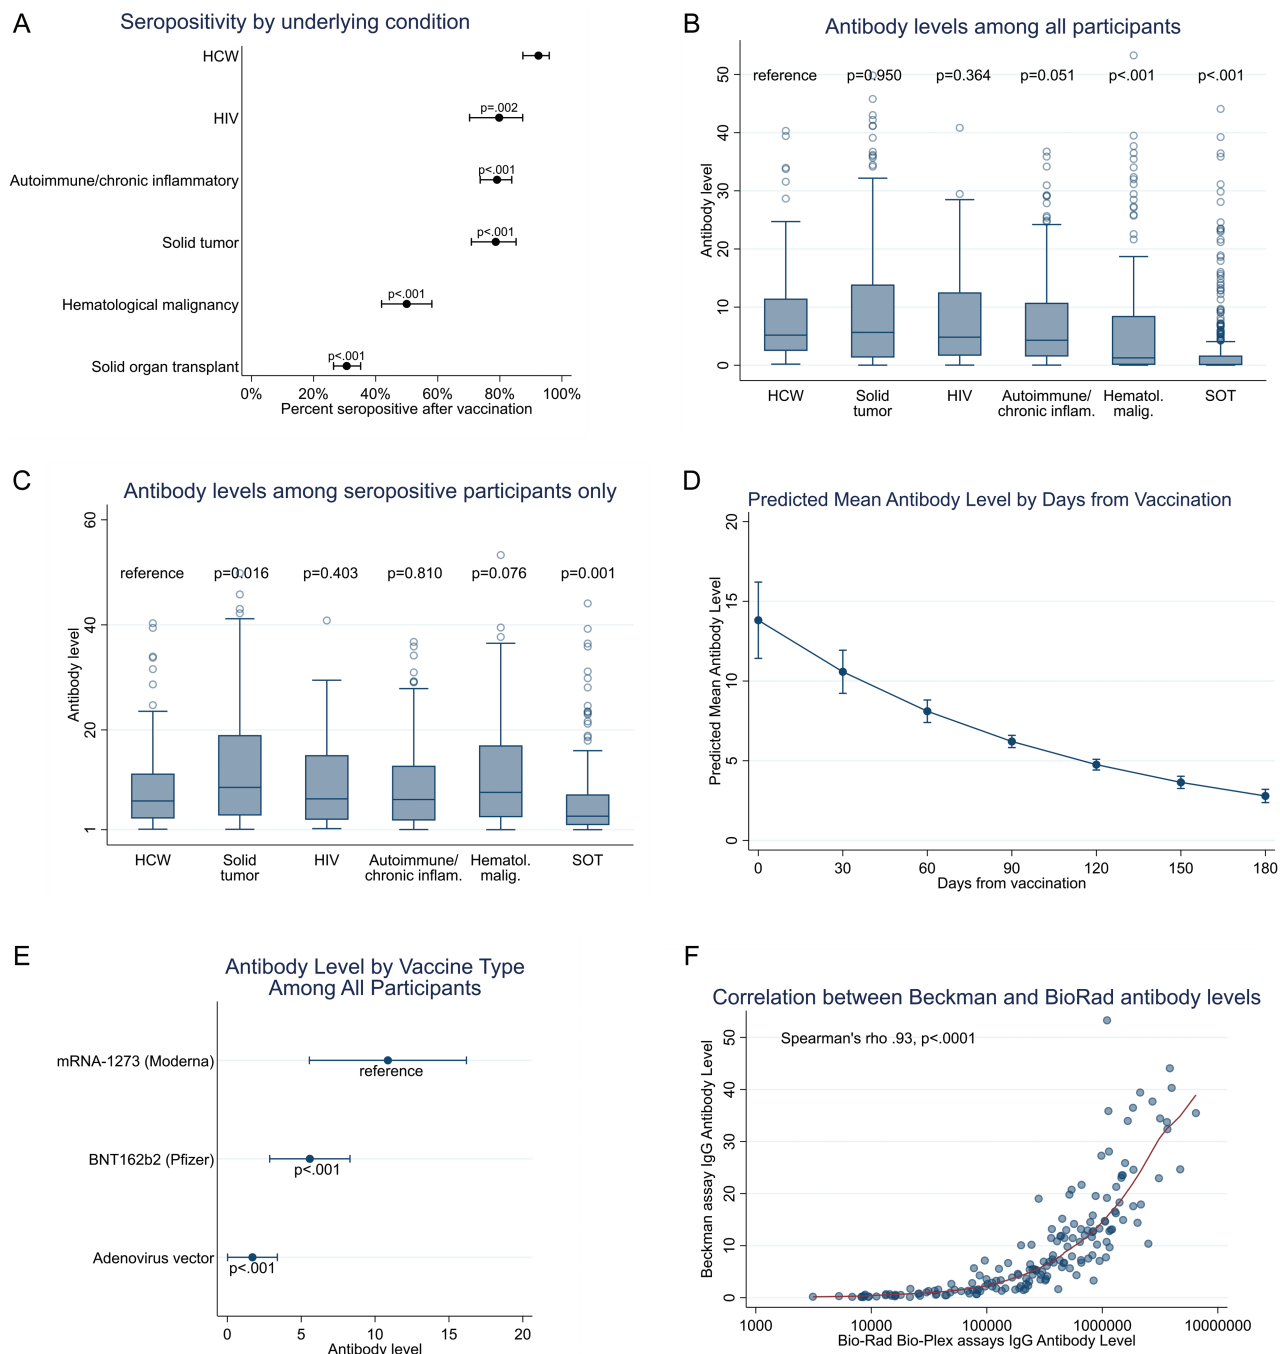 A
Seropositivity by underlying condition
HCW
HIV
Autoimmune/chronic inflammatory
Solid tumor
Hematological malignancy
Solid organ transplant
p=.002
p<.001
p<.001
p<.001
p<.001
0% 20% 40% 60% 80% 100%
Percent seropositive after vaccination
B
Antibody levels among all participants
Antibody level
50
40
30
20
10
0
reference p=0.950 p=0.364 p=0.051 p<.001 p<.001
HCW Solid HIV Autoimmune/ Hematol. SOT
tumor chronic inflam. malig.
C
Antibody levels among seropositive participants only
Antibody level
60
40
20
1
reference p=0.016 p=0.403 p=0.810 p=0.076 p=0.001
HCW Solid HIV Autoimmune/ Hematol. SOT
tumor chronic inflam. malig.
D
Predicted Mean Antibody Level by Days from Vaccination
Predicted Mean Antibody Level
20
15
10
5
0
0 30 60 90 120 150 180
Days from vaccination
E
Antibody Level by Vaccine Type
Among All Participants
mRNA-1273 (Moderna)
reference
BNT162b2 (Pfizer)
p<.001
Adenovirus vector
p<.001
0 5 10 15 20
Antibody level
F
Correlation between Beckman and BioRad antibody levels
Spearman's rho .93, p<.0001
Beckman assay IgG Antibody Level
50
40
30
20
10
0
1000 10000 100000 1000000 10000000
Bio-Rad Bio-Plex assays IgG Antibody Level